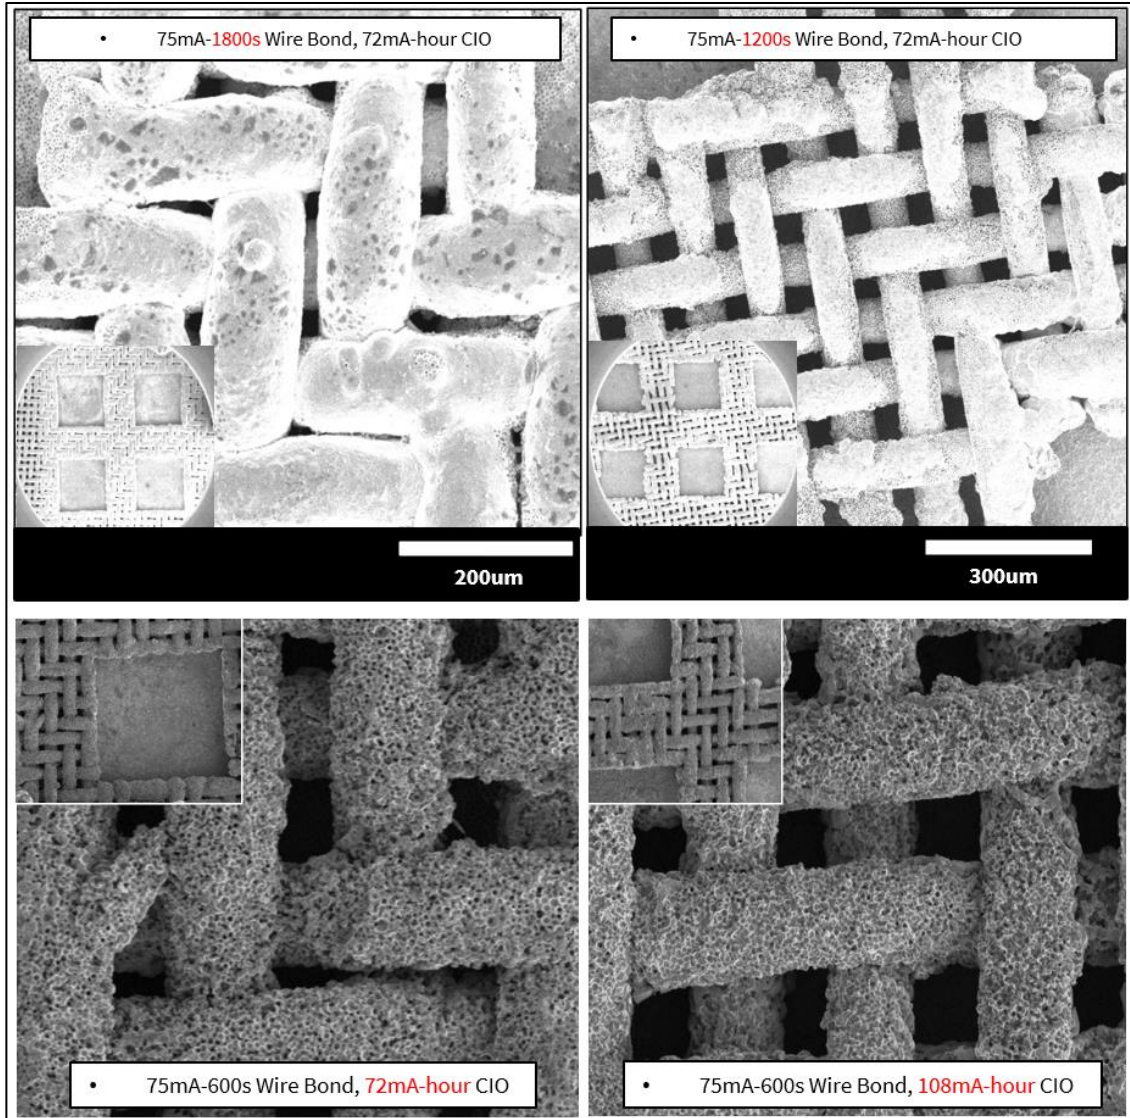 • 75mA-1800s Wire Bond, 72mA-hour CIO
• 75mA-1200s Wire Bond, 72mA-hour CIO
200um
300um
• 75mA-600s Wire Bond, 72mA-hour CIO
• 75mA-600s Wire Bond, 108mA-hour CIO